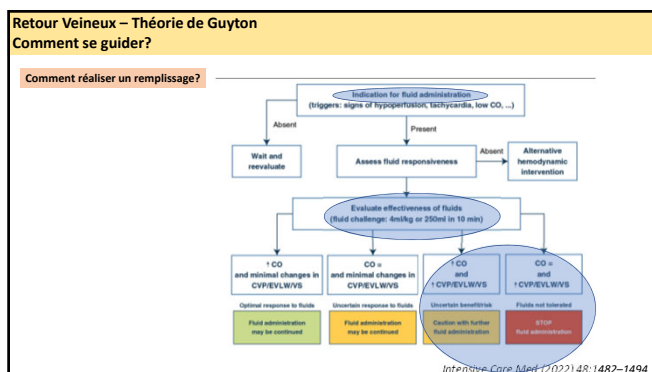 Retour Veineux – Théorie de Guyton
Comment se guider?
Comment réaliser un remplissage?
Indication for fluid administration
(triggers: signs of hypoperfusion, tachycardia, low CO, ...)
Absent
Present
Wait and
reevaluate
Assess fluid responsiveness
Absent
Alternative
hemodynamic
intervention
Evaluate effectiveness of fluids
(fluid challenge: 4ml/kg or 250ml in 10 min)
↑ CO
and minimal changes in
CVP/EVLW/VS
CO =
and minimal changes in
CVP/EVLW/VS
↑ CO
and
↑ CVP/EVLW/VS
CO =
and
↑ CVP/EVLW/VS
Optimal response to fluids
Uncertain response to fluids
Uncertain benefit/risk
Fluids not tolerated
Fluid administration
may be continued
Fluid administration
may be continued
Caution with further
fluid administration
STOP
fluid administration
Intensive Care Med (2022) 48:1482–1494